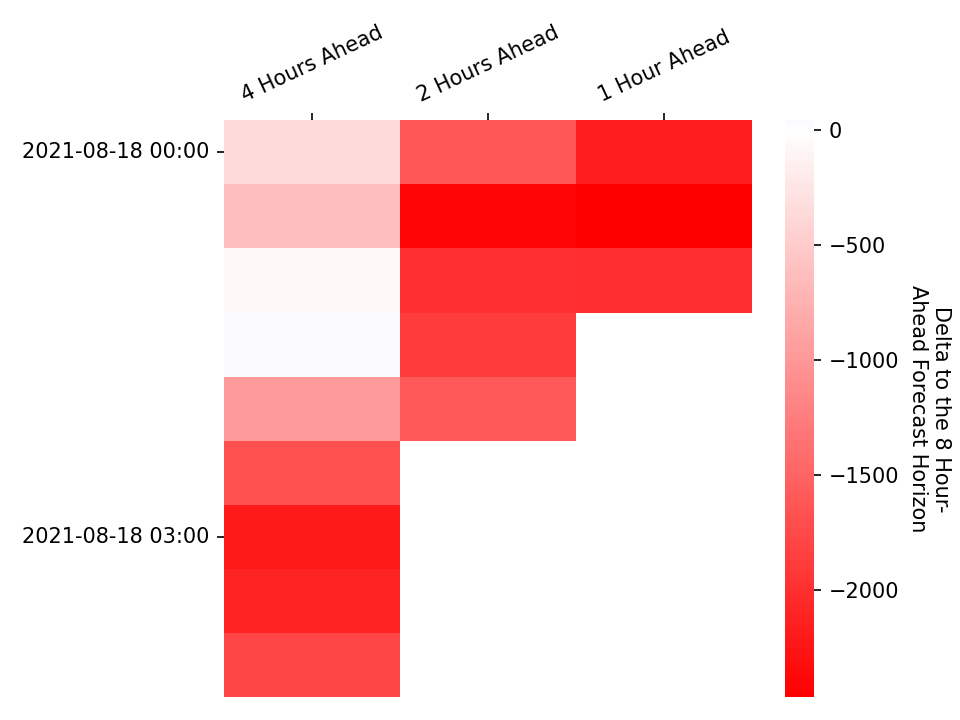 4 Hours Ahead
2 Hours Ahead
1 Hour Ahead
2021-08-18 00:00
2021-08-18 03:00
0
−500
−1000
−1500
−2000
Delta to the 8 Hour-
Ahead Forecast Horizon